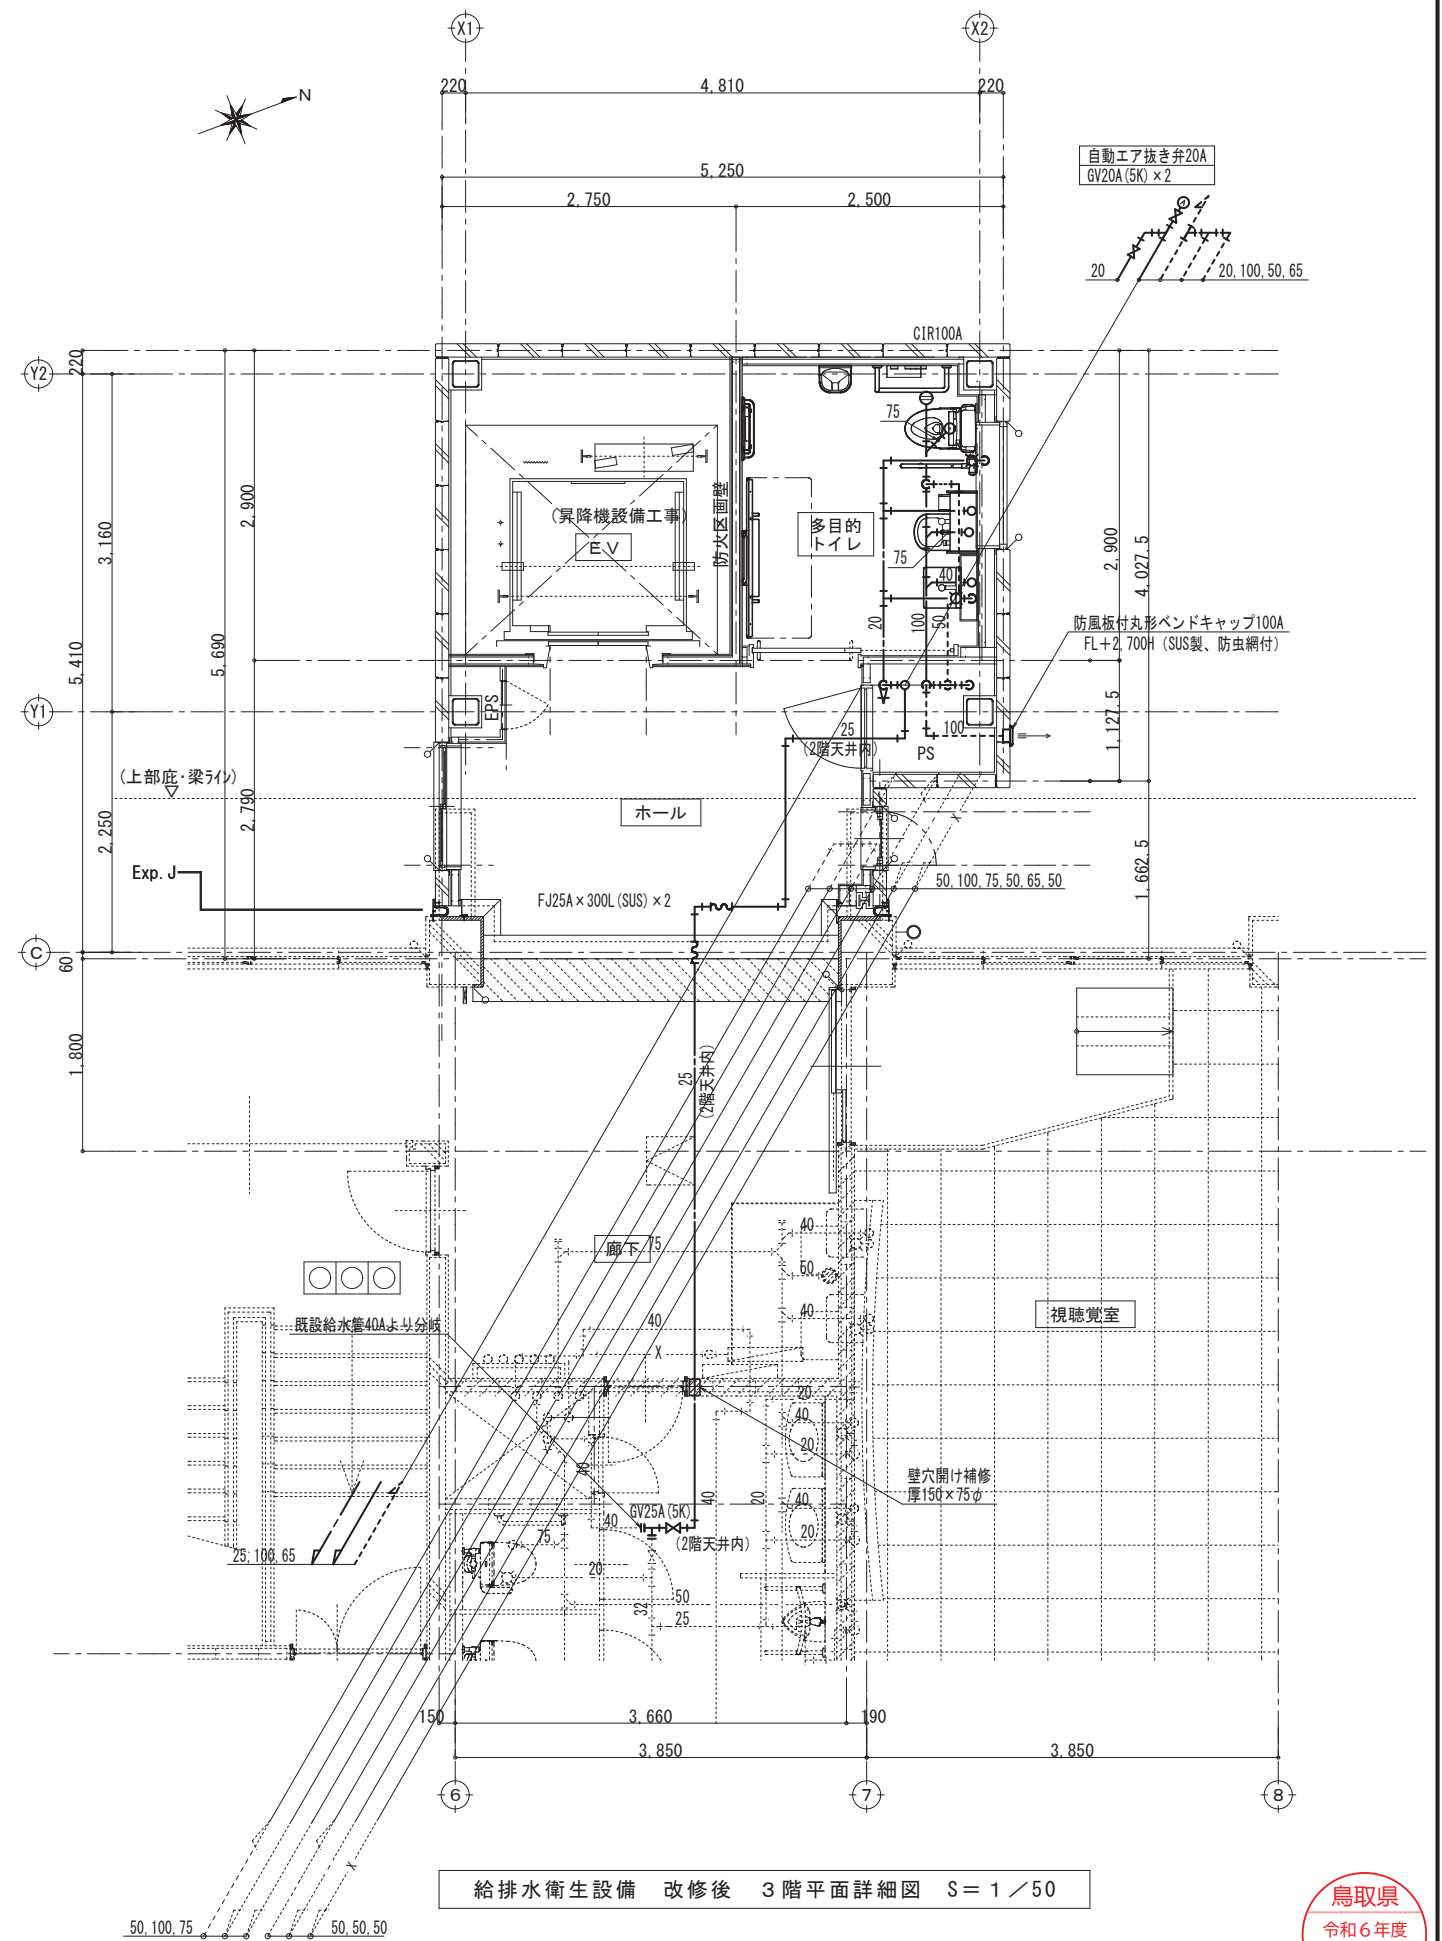 X1
X2
220
4,810
220
N
5,250
2,750
2,500
自動エア抜き弁20A
GV20A(5K)×2
20
20,100,50,65
CIR100A
Y2
220
75
2,900
3,160
(昇降機設備工事)
EV
防火区画壁
多目的
トイレ
75
40
20
100
50
2,900
4,027.5
防風板付丸形ベンドキャップ100A
FL+2,700H (SUS製、防虫網付)
5,410
5,690
Y1
EPS
25
(2階天井内)
100
PS
1,127.5
(上部庇・梁ライン)
ホール
2,250
2,790
Exp.J
FJ25A×300L(SUS)×2
50,100,75,50,65,50
1,662.5
C
60
1,800
25
(2階天井内)
廊下
75
40
50
40
視聴覚室
既設給水管40Aより分岐
40
X
20
40
20
40
40
20
40
20
壁穴開け補修
厚150×75φ
GV25A(5K)
40
(2階天井内)
75
20
25,100,65
50
32
25
150
3,660
190
3,850
3,850
6
7
8
X
給排水衛生設備 改修後 3階平面詳細図 S=1/50
50,100,75
50,50,50
鳥取県
令和6年度